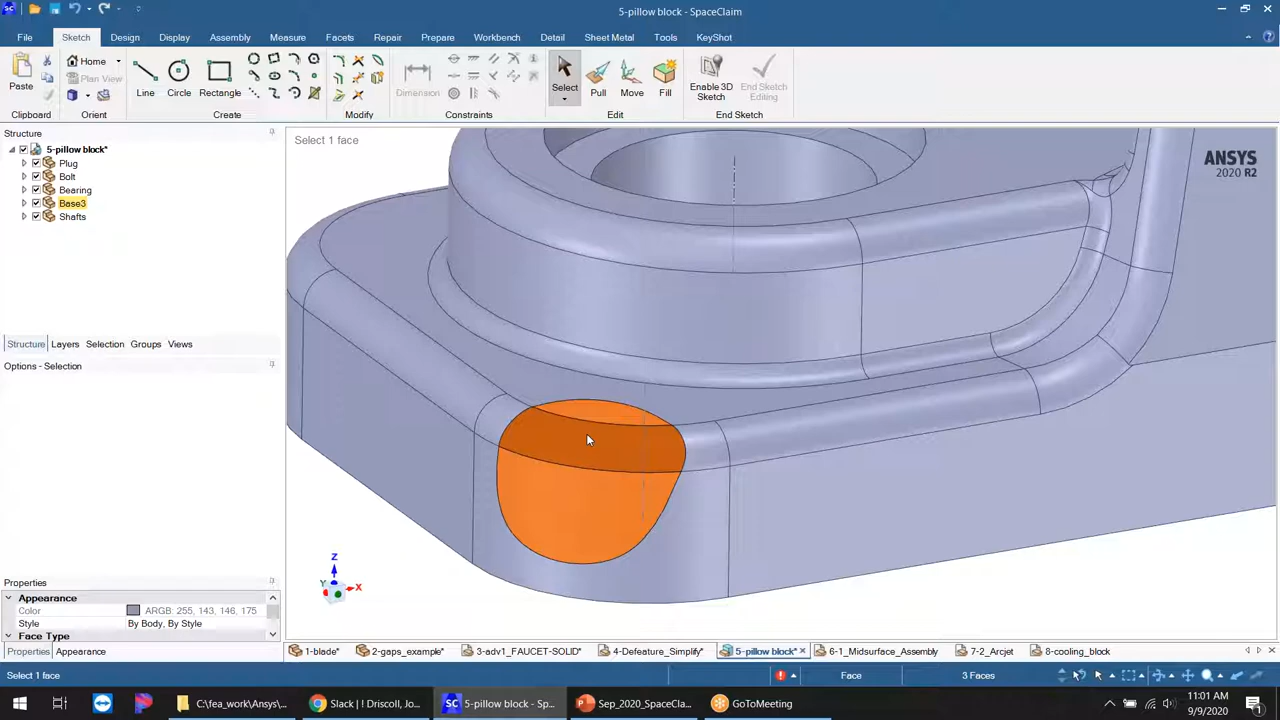 5-pillow block - SpaceClaim
File Sketch Design Display Assembly Measure Facets Repair Prepare Workbench Detail Sheet Metal Tools KeyShot
Home
Plan View
Paste Line Circle Rectangle Dimension Select Pull Move Fill Enable 3D Sketch End Sketch Editing
Clipboard Orient Create Modify Constraints Edit End Sketch
Structure
5-pillow block*
Plug
Bolt
Bearing
Base3
Shafts
Select 1 face
ANSYS
2020 R2
Structure Layers Selection Groups Views
Options - Selection
Z
Y
X
Properties
Appearance
Color ARGB: 255, 143, 146, 175
Style By Body, By Style
Face Type
Properties Appearance
1-blade* 2-gaps_example* 3-adv1_FAUCET-SOLID* 4-Defeature_Simplify* 5-pillow block* 6-1_Midsurface_Assembly 7-2_Arcjet 8-cooling_block
Select 1 face Face 3 Faces
C:\fea_work\Ansys\... Slack | ! Driscoll, Jo... 5-pillow block - Sp... Sep_2020_SpaceCla... GoToMeeting
11:01 AM
9/9/2020